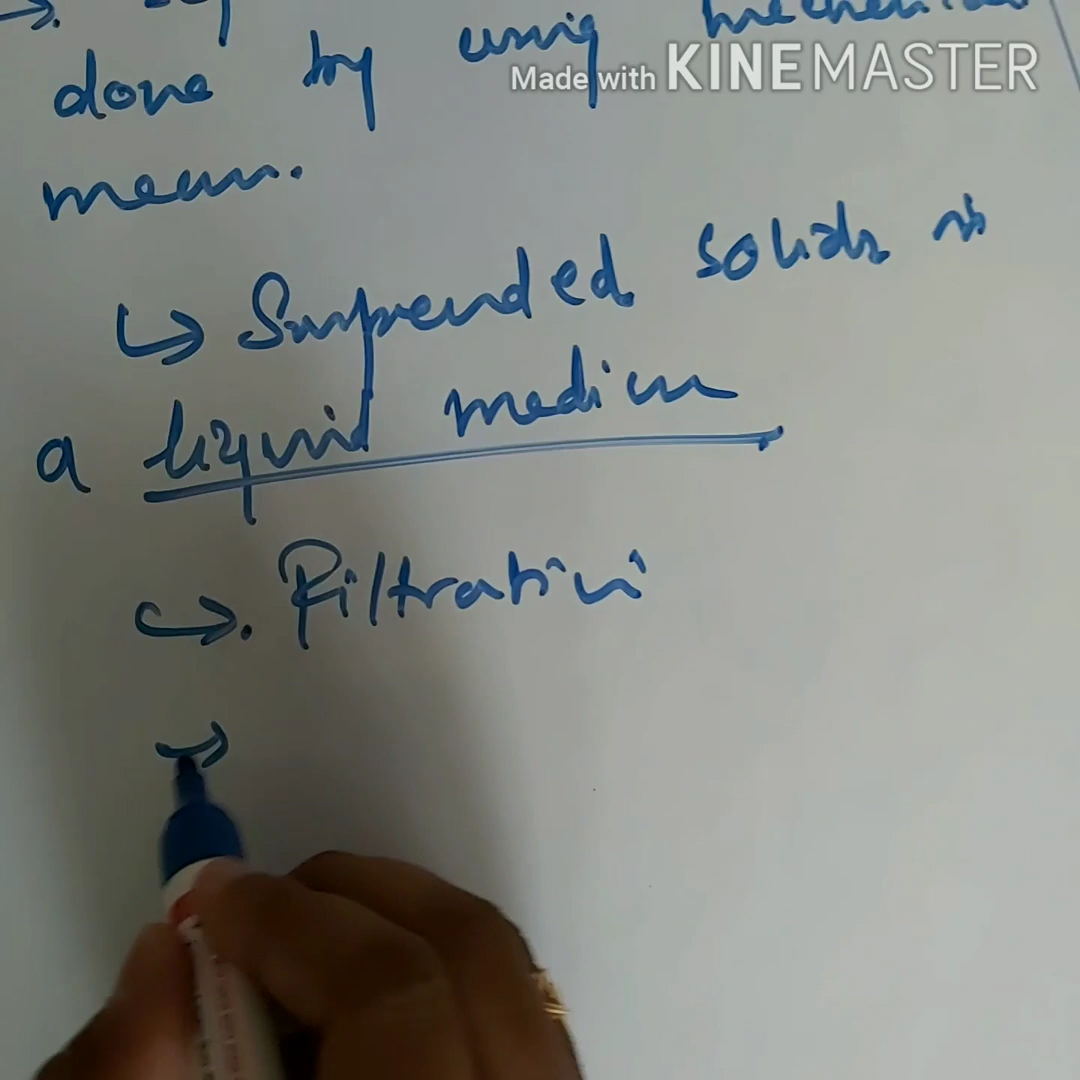 done by using
Made with KINEMASTER
mean.
↳ Suspended solids in
a liquid medium
↪. Filtration
→